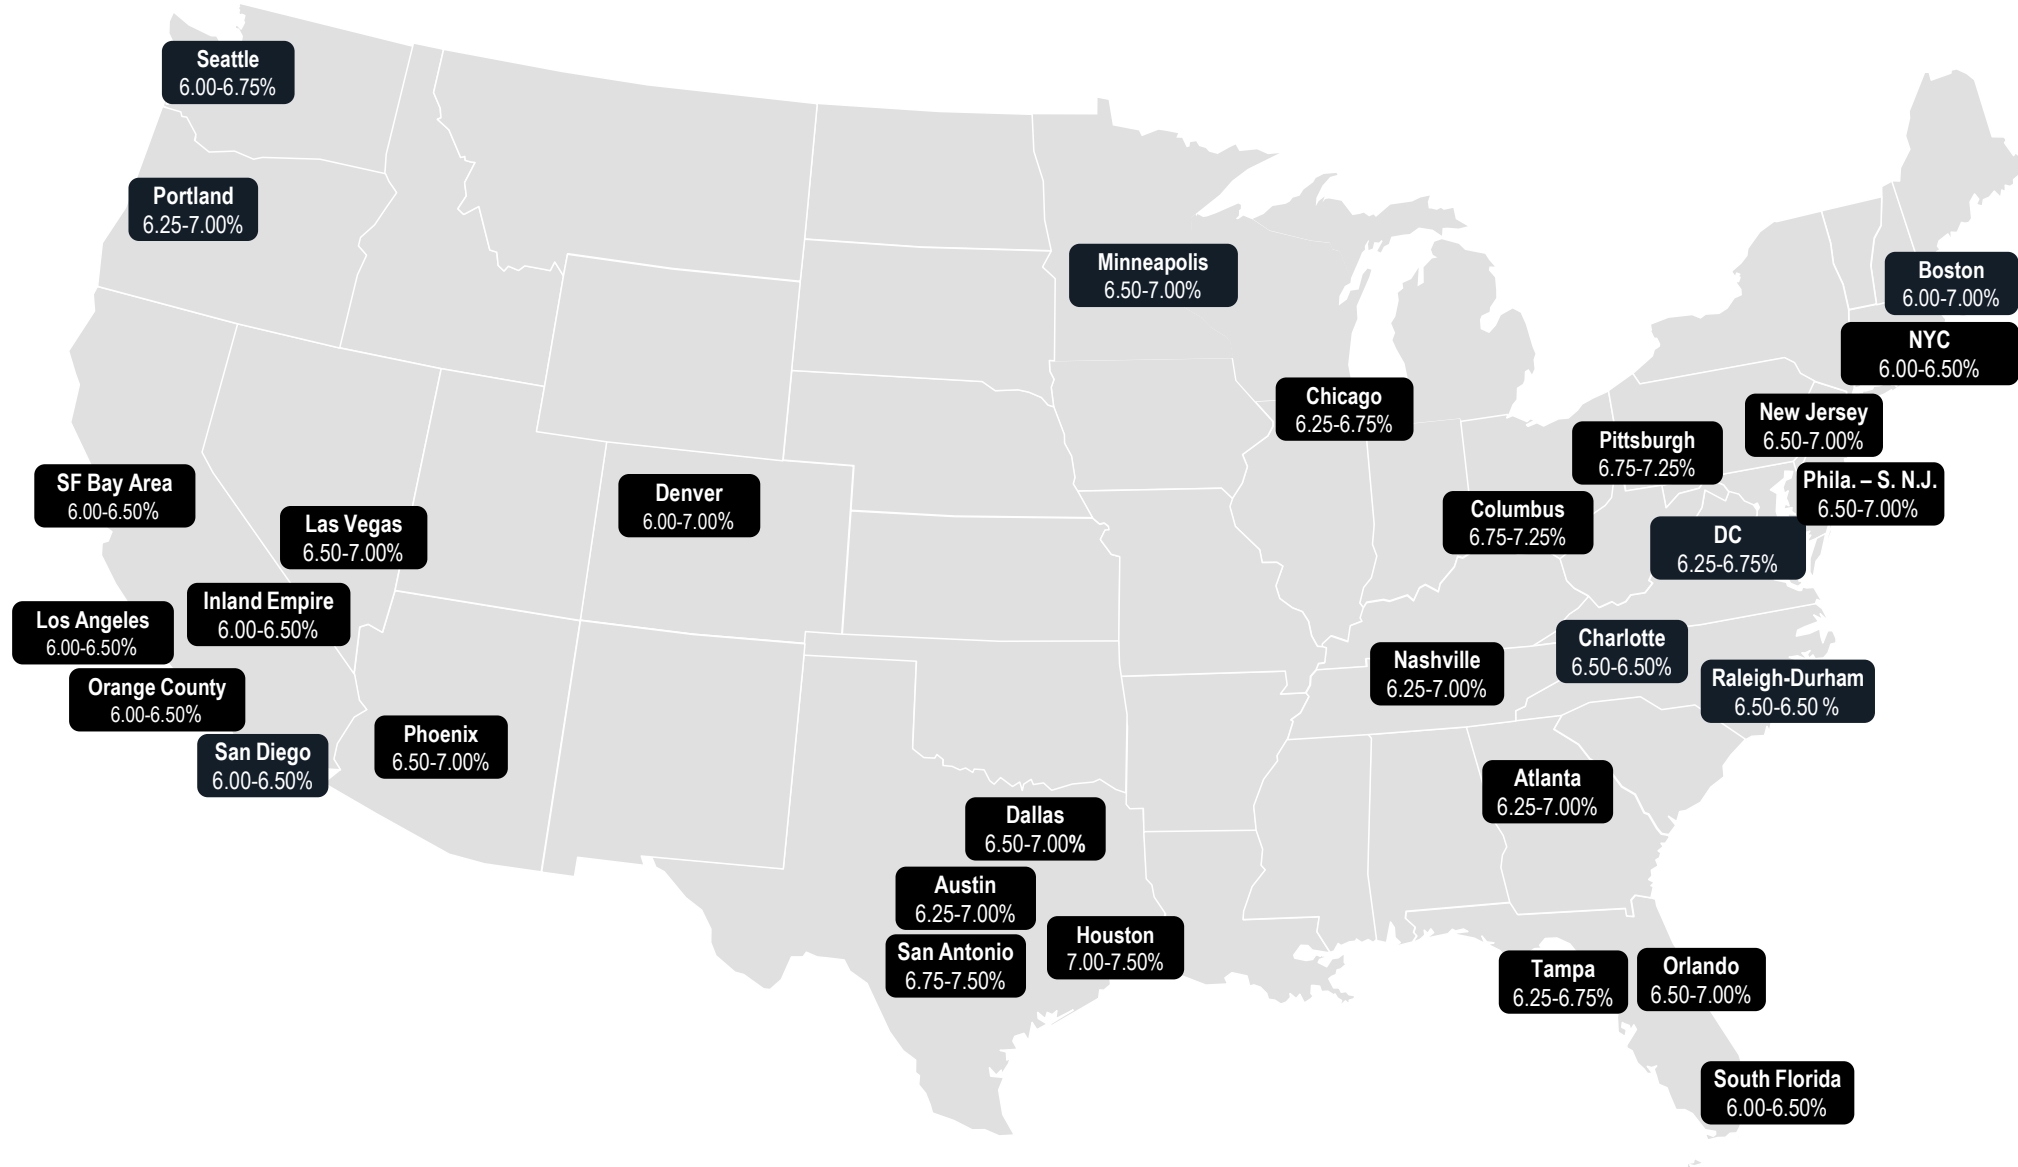 Seattle
6.00-6.75%
Portland
6.25-7.00%
Minneapolis
6.50-7.00%
Boston
6.00-7.00%
NYC
6.00-6.50%
Chicago
6.25-6.75%
New Jersey
6.50-7.00%
Pittsburgh
6.75-7.25%
SF Bay Area
6.00-6.50%
Denver
6.00-7.00%
Phila. – S. N.J.
6.50-7.00%
Las Vegas
6.50-7.00%
Columbus
6.75-7.25%
DC
6.25-6.75%
Inland Empire
6.00-6.50%
Los Angeles
6.00-6.50%
Charlotte
6.50-6.50%
Nashville
6.25-7.00%
Raleigh-Durham
6.50-6.50 %
Orange County
6.00-6.50%
Phoenix
6.50-7.00%
San Diego
6.00-6.50%
Atlanta
6.25-7.00%
Dallas
6.50-7.00%
Austin
6.25-7.00%
Houston
7.00-7.50%
San Antonio
6.75-7.50%
Tampa
6.25-6.75%
Orlando
6.50-7.00%
South Florida
6.00-6.50%